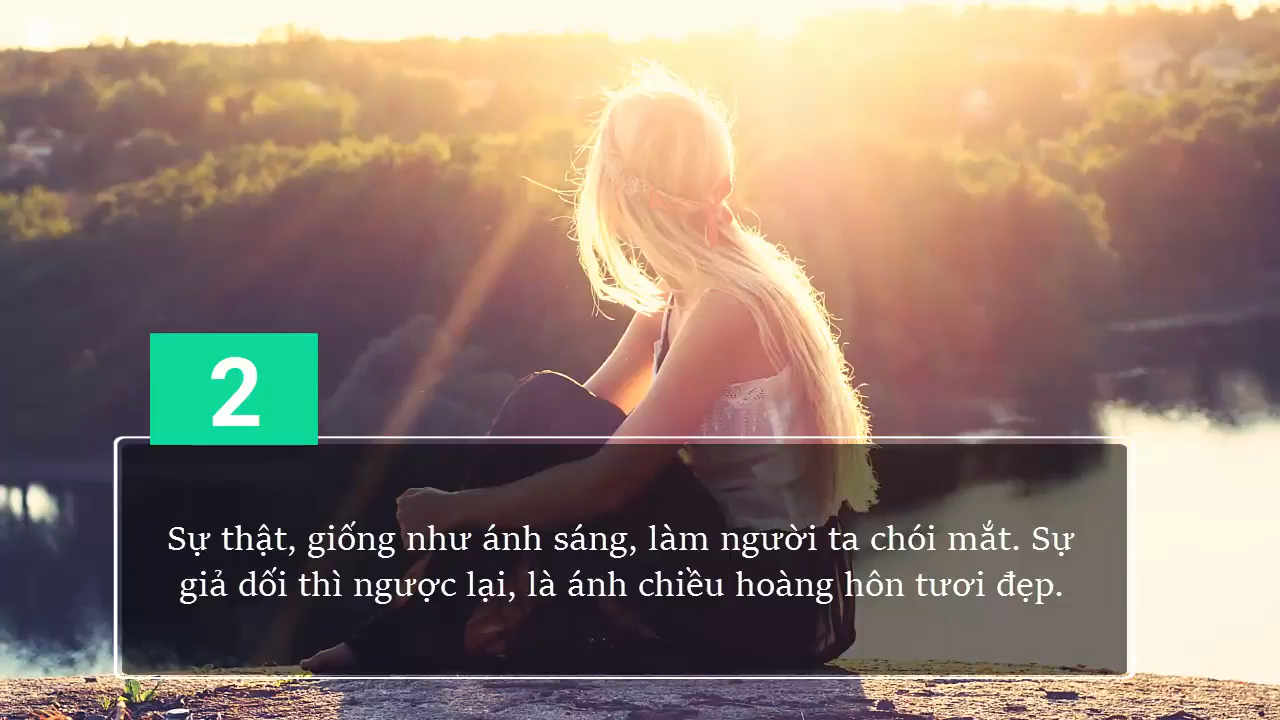 2
Sự thật, giống như ánh sáng, làm người ta chói mắt. Sự
giả dối thì ngược lại, là ánh chiều hoàng hôn tươi đẹp.